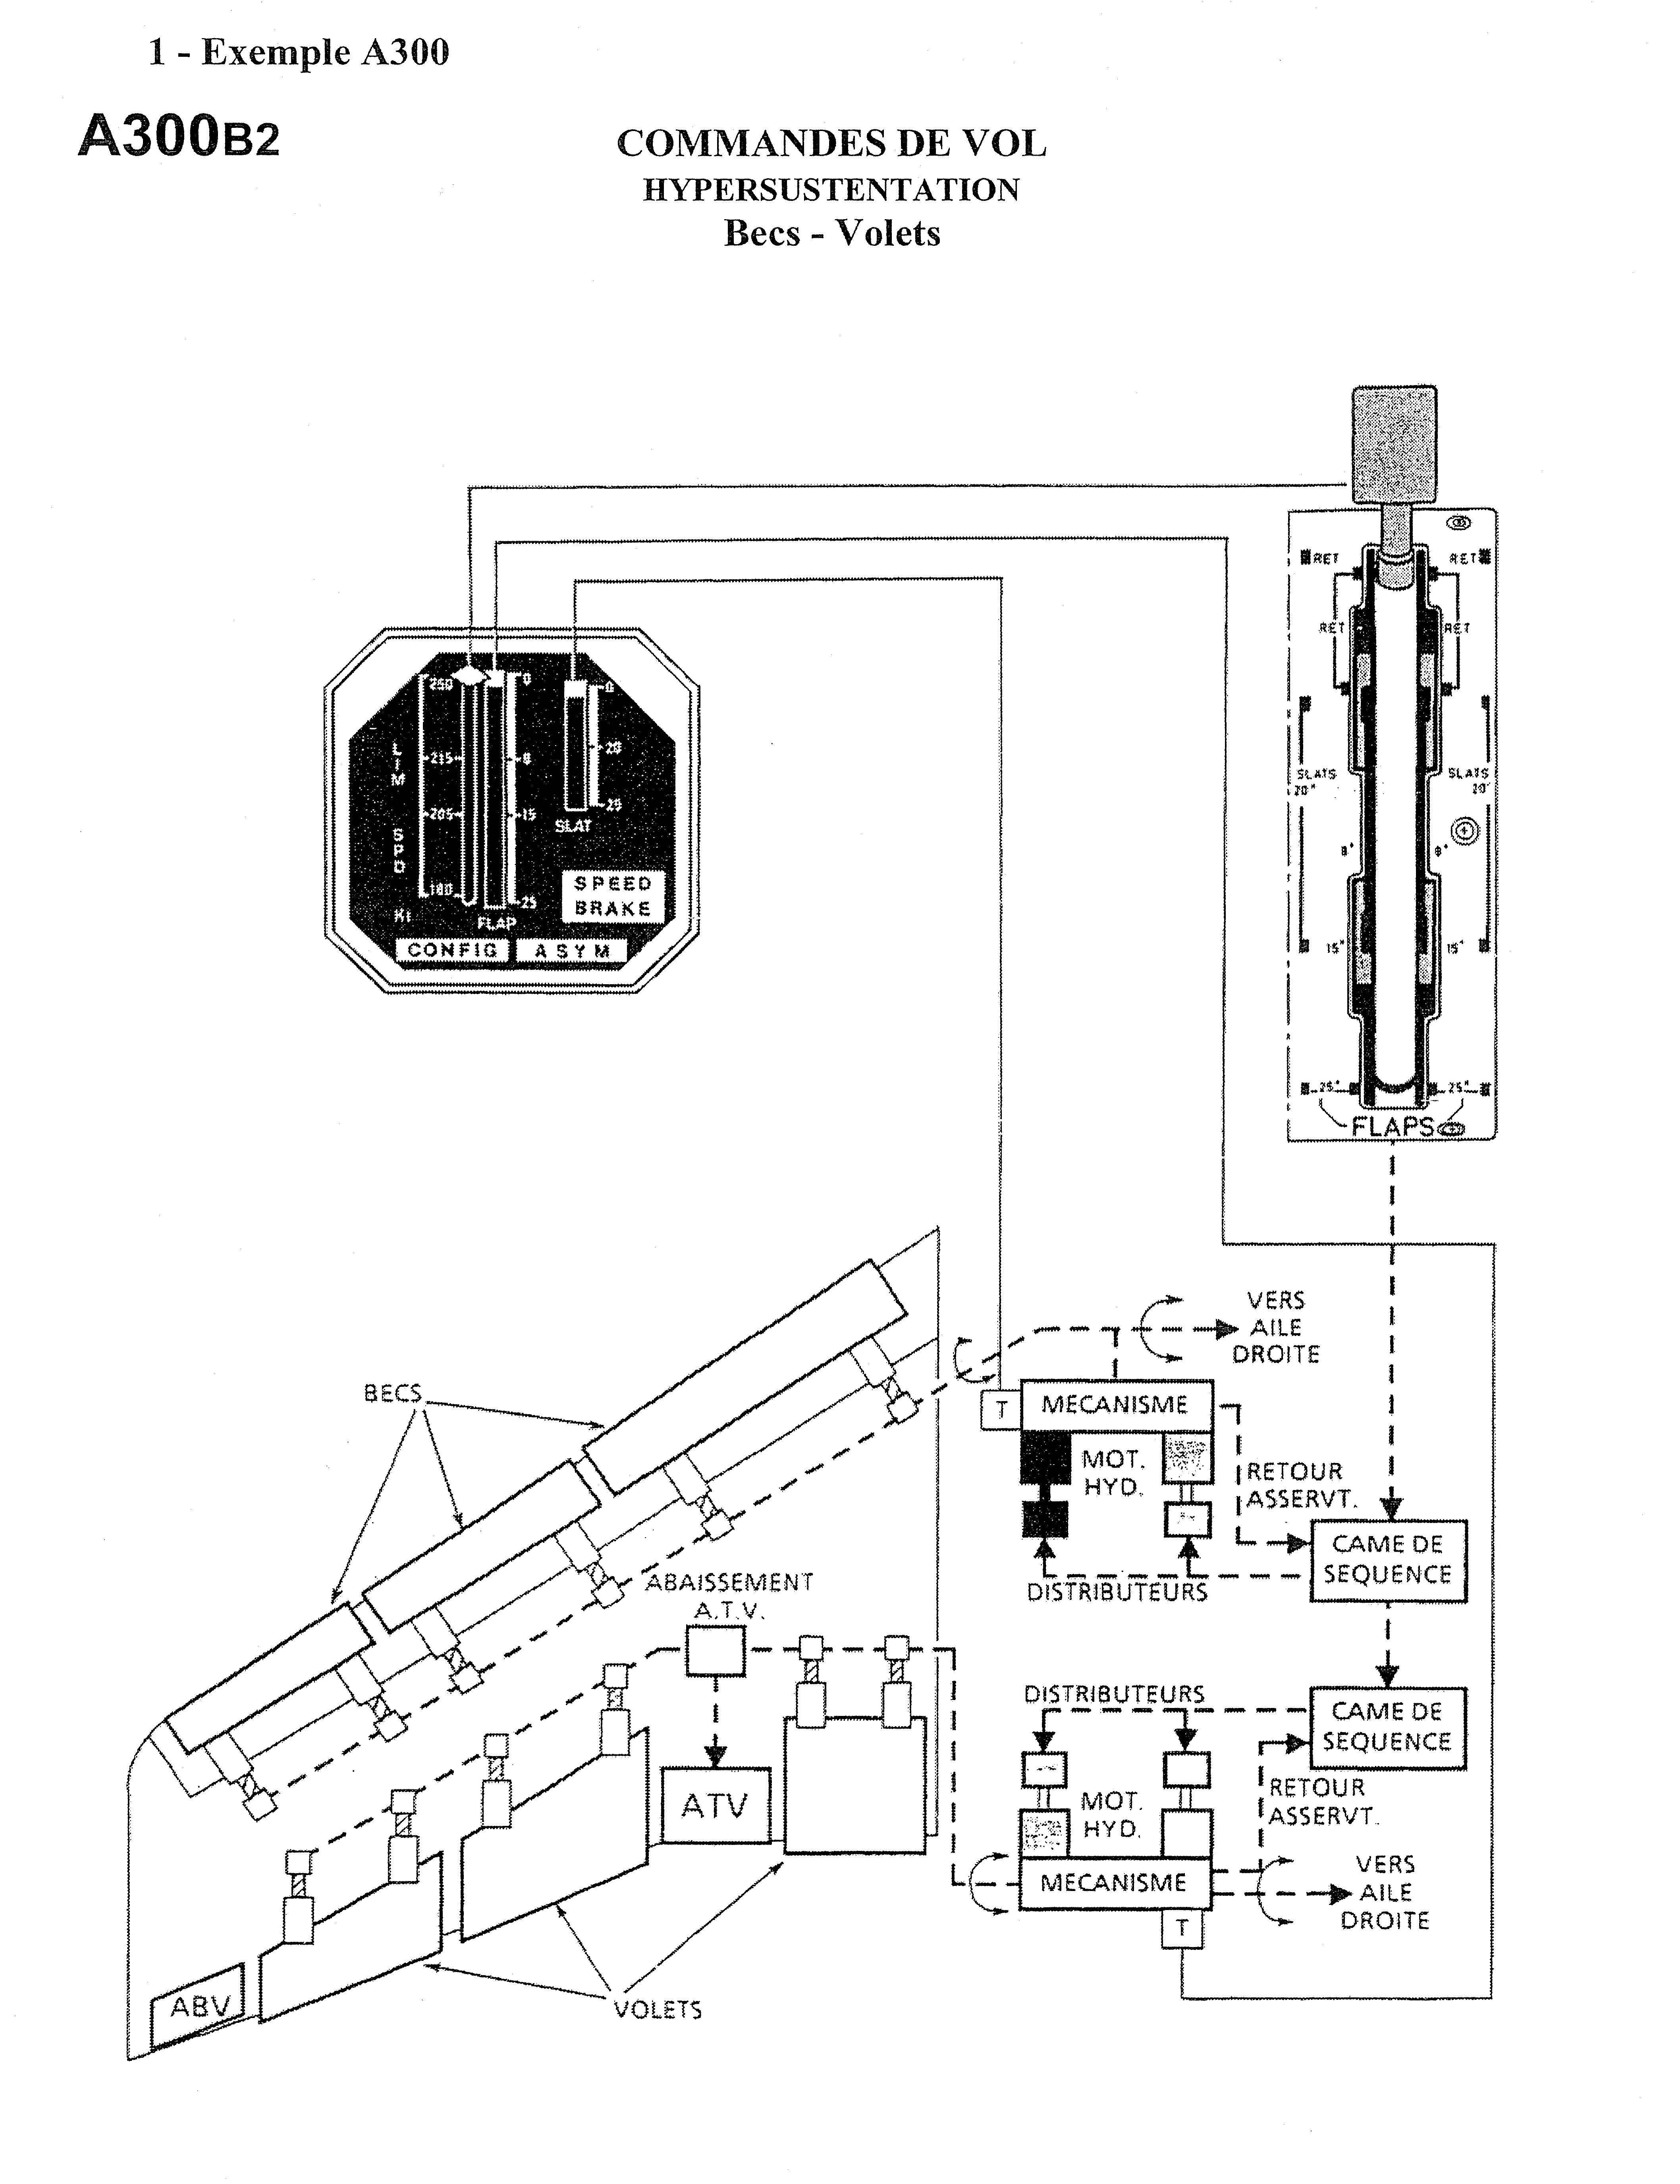 1 - Exemple A300
A300B2
COMMANDES DE VOL
HYPERSUSTENTATION
Becs - Volets
RET RET
RET RET
SLATS 20° SLATS 20°
8° 8°
15° 15°
25° 25°
FLAPS
250 0 0
LIM 215 8 20
205 15 25
SLAT
SPD
180 25
FLAP
SPEED
BRAKE
CONFIG ASYM
VERS
AILE
DROITE
BECS
T MECANISME
MOT.
HYD.
RETOUR
ASSERVT.
DISTRIBUTEURS
CAME DE
SEQUENCE
ABAISSEMENT
A.T.V.
DISTRIBUTEURS
CAME DE
SEQUENCE
ATV
MOT.
HYD.
RETOUR
ASSERVT.
MECANISME
VERS
AILE
DROITE
T
ABV
VOLETS